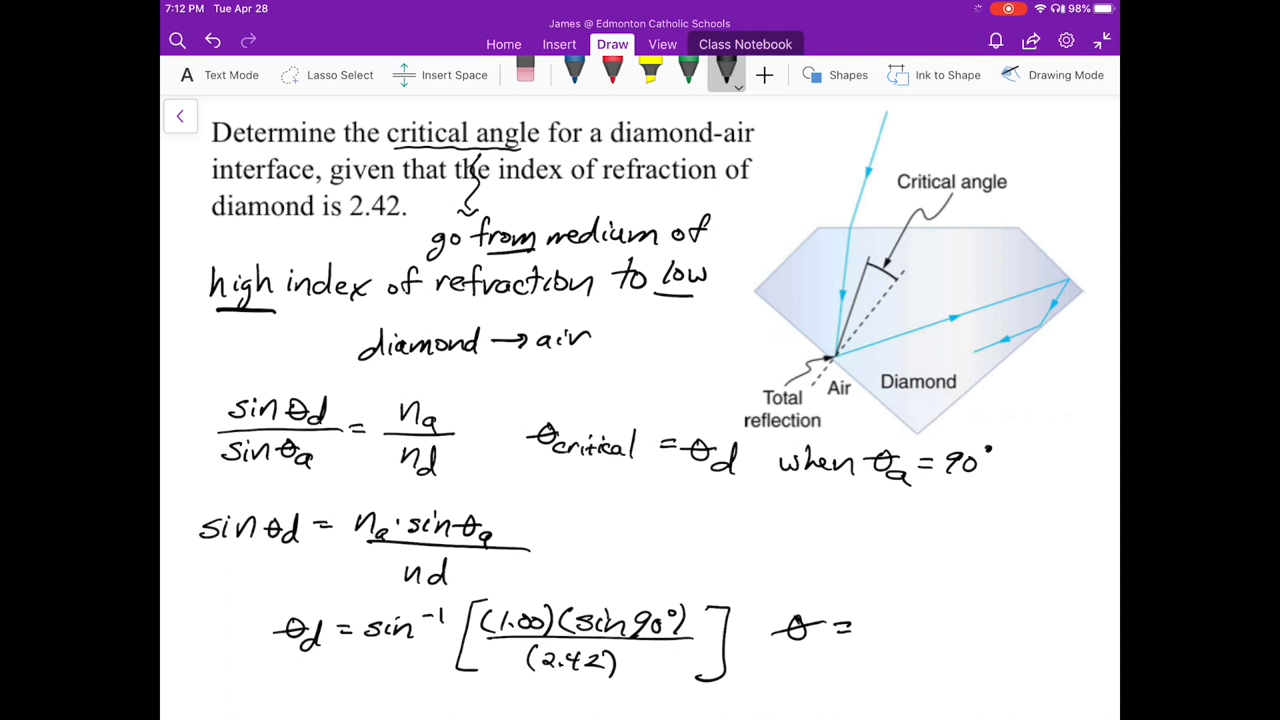 7:12 PM Tue Apr 28
98%
James @ Edmonton Catholic Schools
Home Insert Draw View Class Notebook
A Text Mode Lasso Select Insert Space Shapes Ink to Shape Drawing Mode
Determine the critical angle for a diamond-air
interface, given that the index of refraction of
diamond is 2.42.
go from medium of
high index of refraction to low
diamond → air
Critical angle
Total
reflection
Air
Diamond
sin θd / sin θa = na / nd
θcritical = θd when θa = 90°
sin θd = na · sin θa / nd
θd = sin⁻¹ [ (1.00)(sin 90°) / (2.42) ] θ =